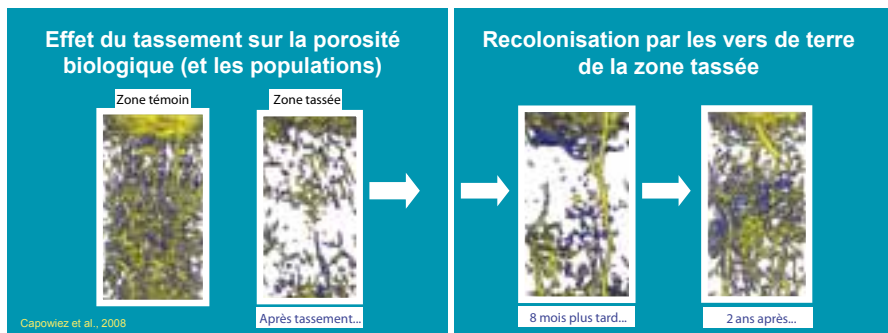 Effet du tassement sur la porosité
biologique (et les populations)
Zone témoin
Zone tassée
Capowiez et al., 2008
Après tassement...
Recolonisation par les vers de terre
de la zone tassée
8 mois plus tard...
2 ans après...